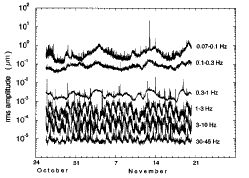 10¹
10⁰
0.07-0.1 Hz
10⁻¹
0.1-0.3 Hz
10⁻²
0.3-1 Hz
10⁻³
1-3 Hz
10⁻⁴
3-10 Hz
10⁻⁵
30-45 Hz
24 31 7 14 21
October November
rms amplitude (μm)